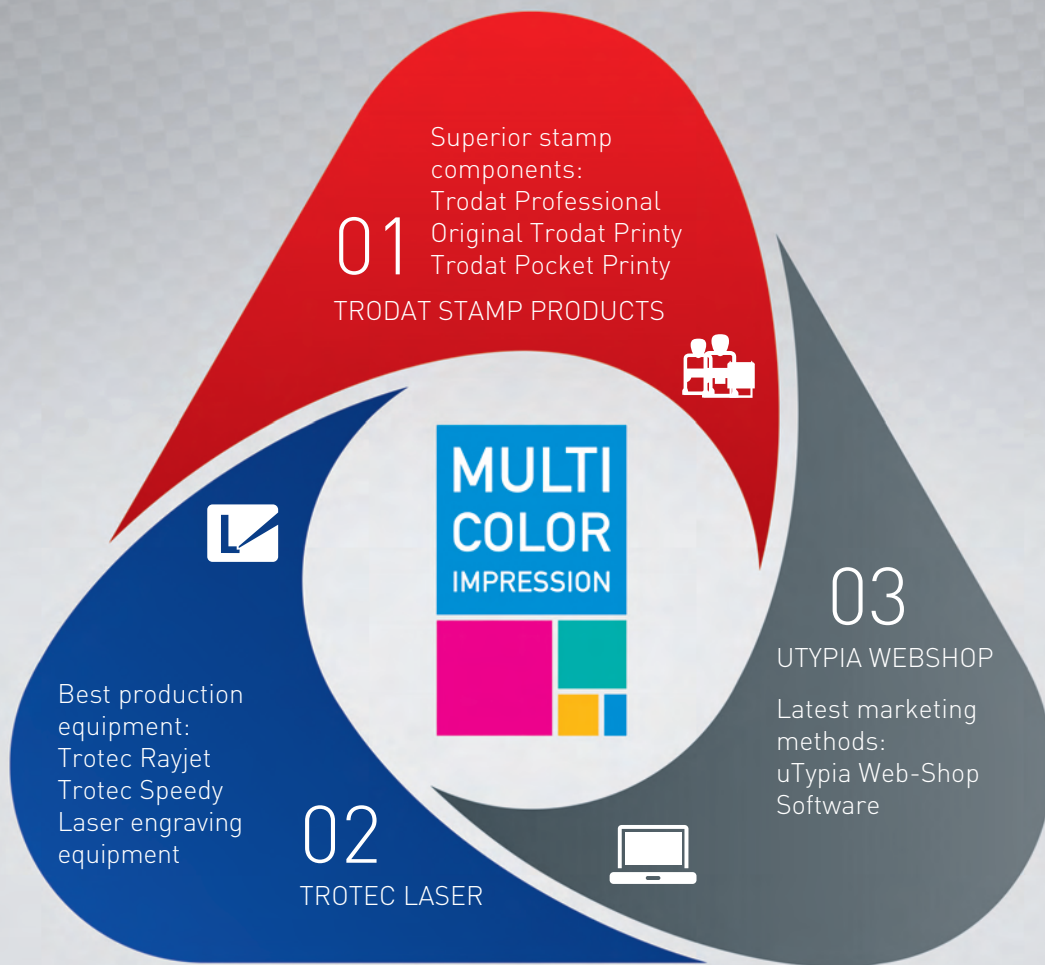 Superior stamp
components:
Trodat Professional
Original Trodat Printy
Trodat Pocket Printy
01
TRODAT STAMP PRODUCTS
MULTI
COLOR
IMPRESSION
L
Best production
equipment:
Trotec Rayjet
Trotec Speedy
Laser engraving
equipment
02
TROTEC LASER
03
UTYPIA WEBSHOP
Latest marketing
methods:
uTypia Web-Shop
Software